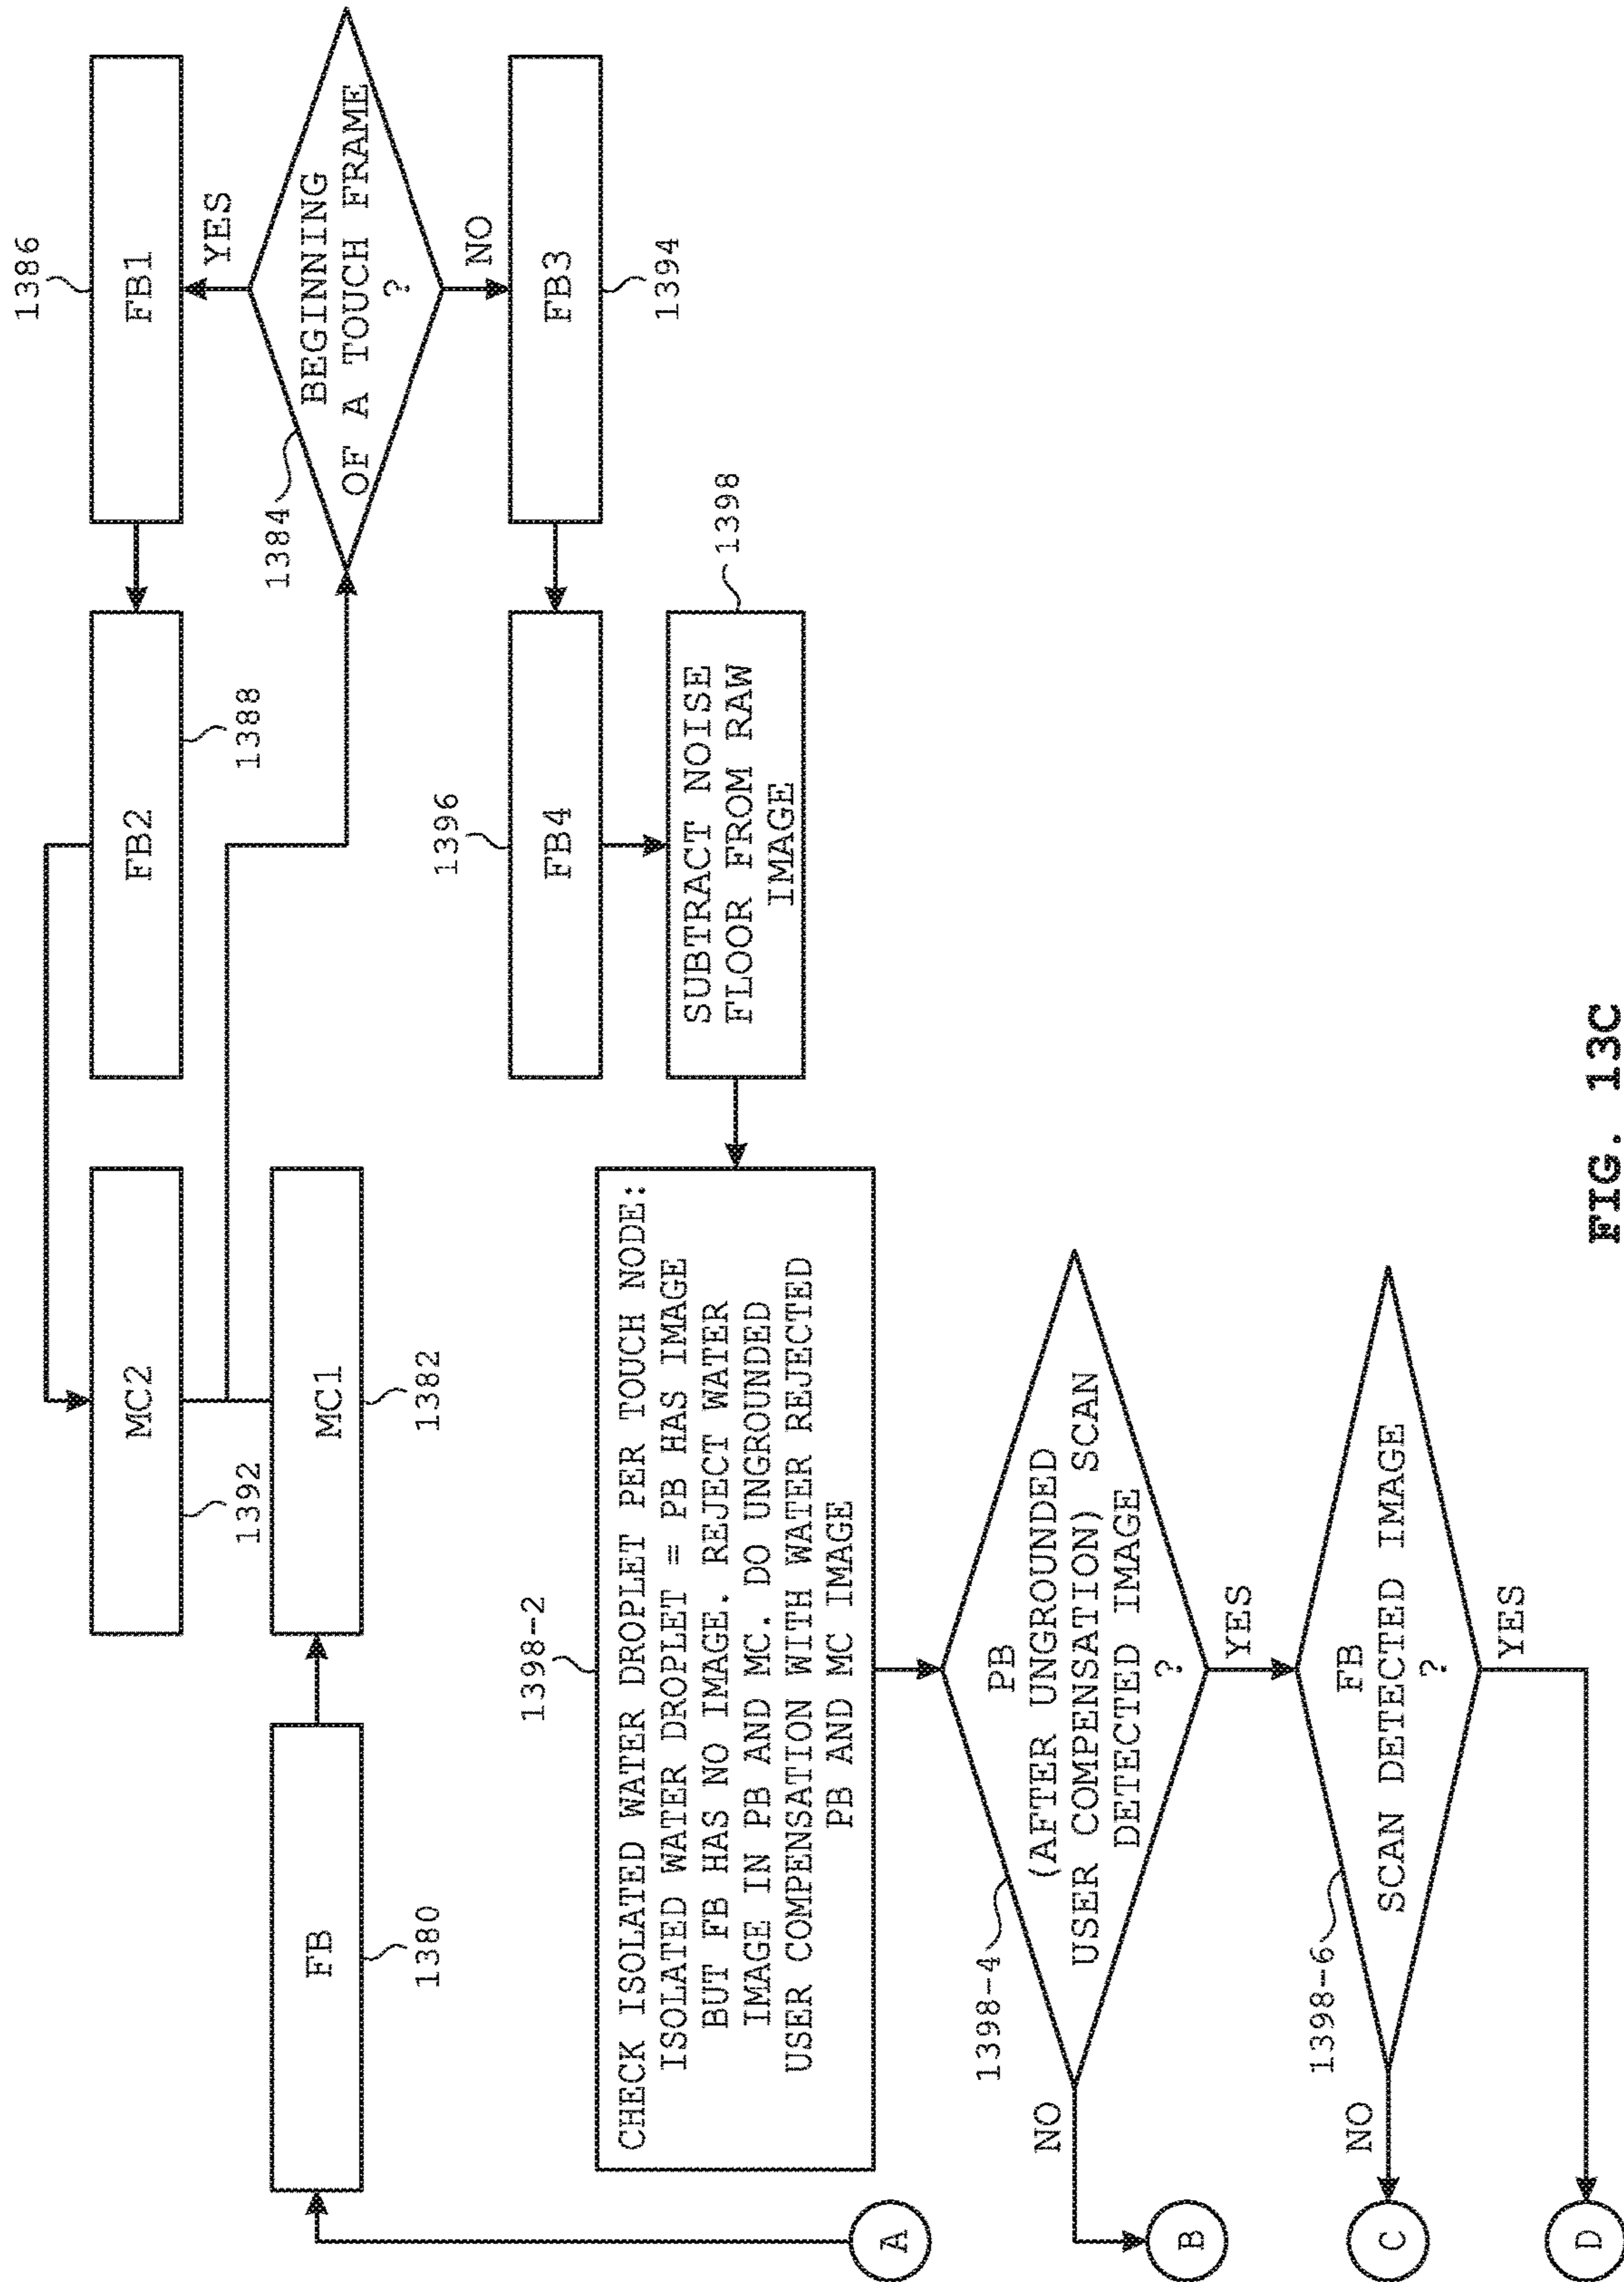 MC2
1392
FB2
1388
FB1
1386
FB
1380
MC1
1382
1384
BEGINNING
OF A TOUCH FRAME
?
YES
NO
FB3
1394
FB4
1396
SUBTRACT NOISE
FLOOR FROM RAW
IMAGE
1398
1398-2
CHECK ISOLATED WATER DROPLET PER TOUCH NODE:
ISOLATED WATER DROPLET = PB HAS IMAGE
BUT FB HAS NO IMAGE. REJECT WATER
IMAGE IN PB AND MC. DO UNGROUNDED
USER COMPENSATION WITH WATER REJECTED
PB AND MC IMAGE
A
1398-4
PB
(AFTER UNGROUNDED
USER COMPENSATION) SCAN
DETECTED IMAGE
?
NO
YES
B
1398-6
FB
SCAN DETECTED IMAGE
?
NO
YES
C
D
FIG. 13C